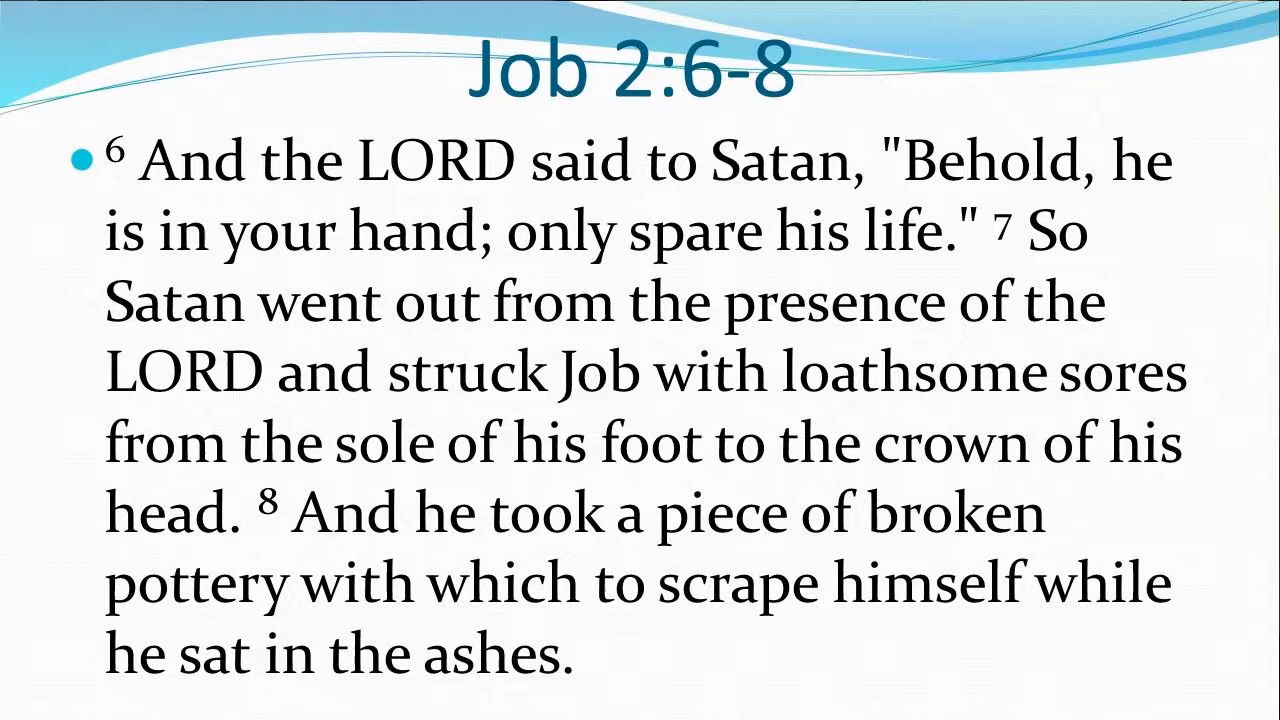 Job 2:6-8
• ⁶ And the LORD said to Satan, "Behold, he
is in your hand; only spare his life." ⁷ So
Satan went out from the presence of the
LORD and struck Job with loathsome sores
from the sole of his foot to the crown of his
head. ⁸ And he took a piece of broken
pottery with which to scrape himself while
he sat in the ashes.